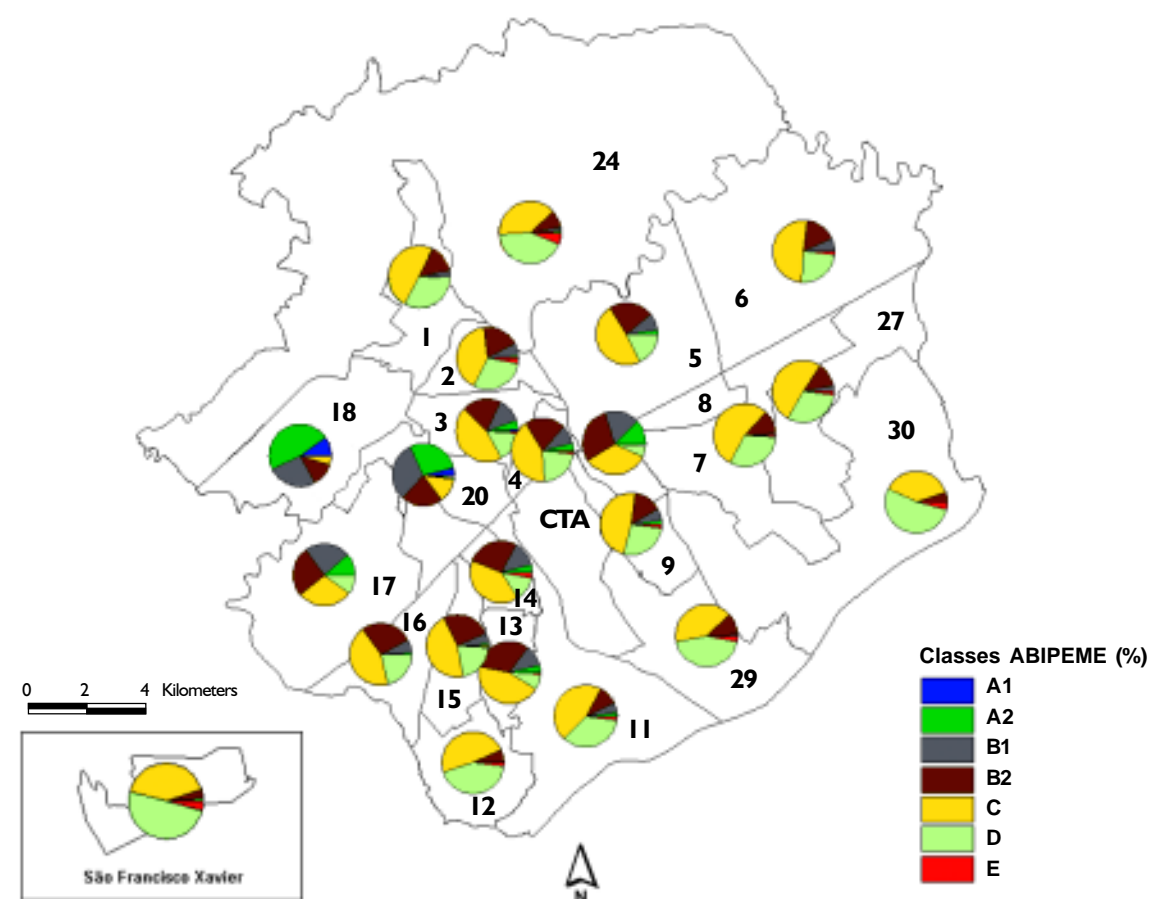 24
6
27
1
5
2
8
18
3
30
7
4
20
CTA
9
17
14
16
13
29
15
11
12
0 2 4 Kilometers
São Francisco Xavier
N
Classes ABIPEME (%)
A1
A2
B1
B2
C
D
E